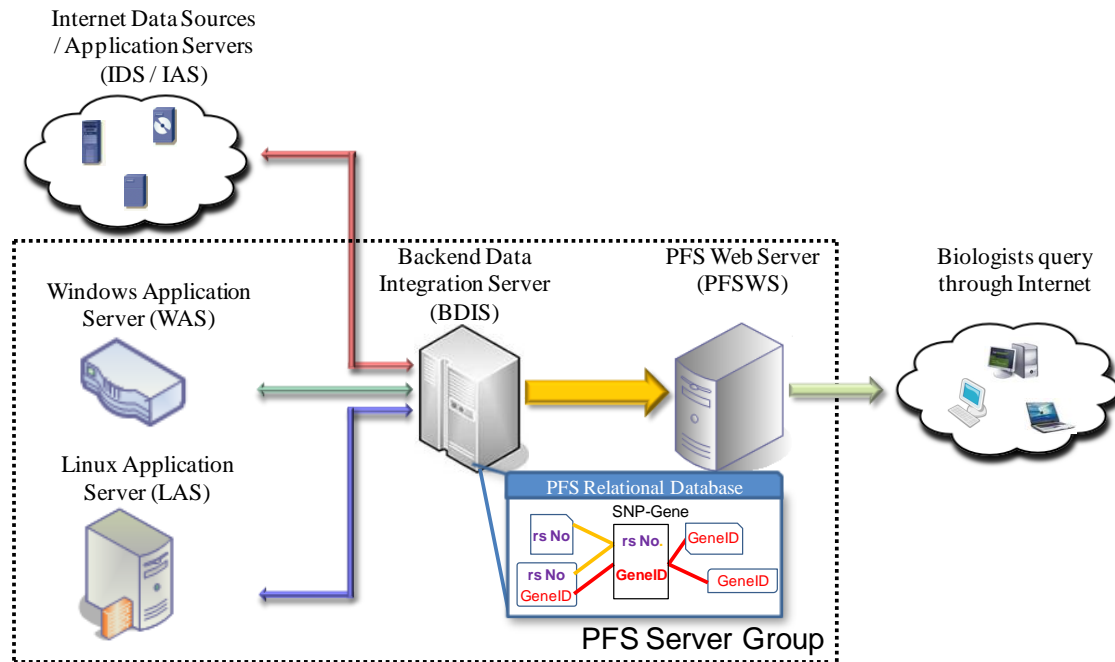 Internet Data Sources
/ Application Servers
(IDS / IAS)
Backend Data
Integration Server
(BDIS)
PFS Web Server
(PFSWS)
Biologists query
through Internet
Windows Application
Server (WAS)
Linux Application
Server (LAS)
PFS Relational Database
SNP-Gene
rs No
rs No.
GeneID
rs No
GeneID
GeneID
GeneID
PFS Server Group